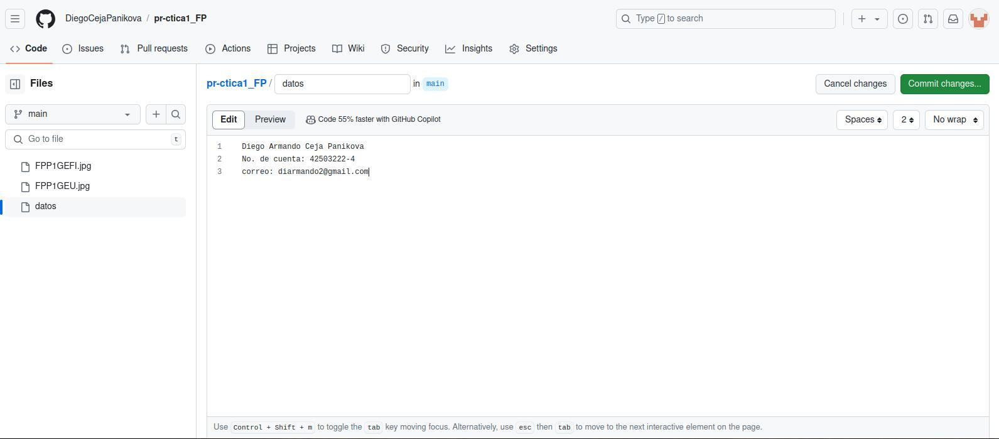 DiegoCejaPanikova / pr-ctica1_FP
Type / to search
Code Issues Pull requests Actions Projects Wiki Security Insights Settings
Files
pr-ctica1_FP / datos in main
Cancel changes Commit changes...
main
Go to file t
FPP1GEFI.jpg
FPP1GEU.jpg
datos
Edit Preview Code 55% faster with GitHub Copilot
Spaces 2 No wrap
1 Diego Armando Ceja Panikova
2 No. de cuenta: 42503222-4
3 correo: diarmando2@gmail.com
Use Control + Shift + m to toggle the tab key moving focus. Alternatively, use esc then tab to move to the next interactive element on the page.